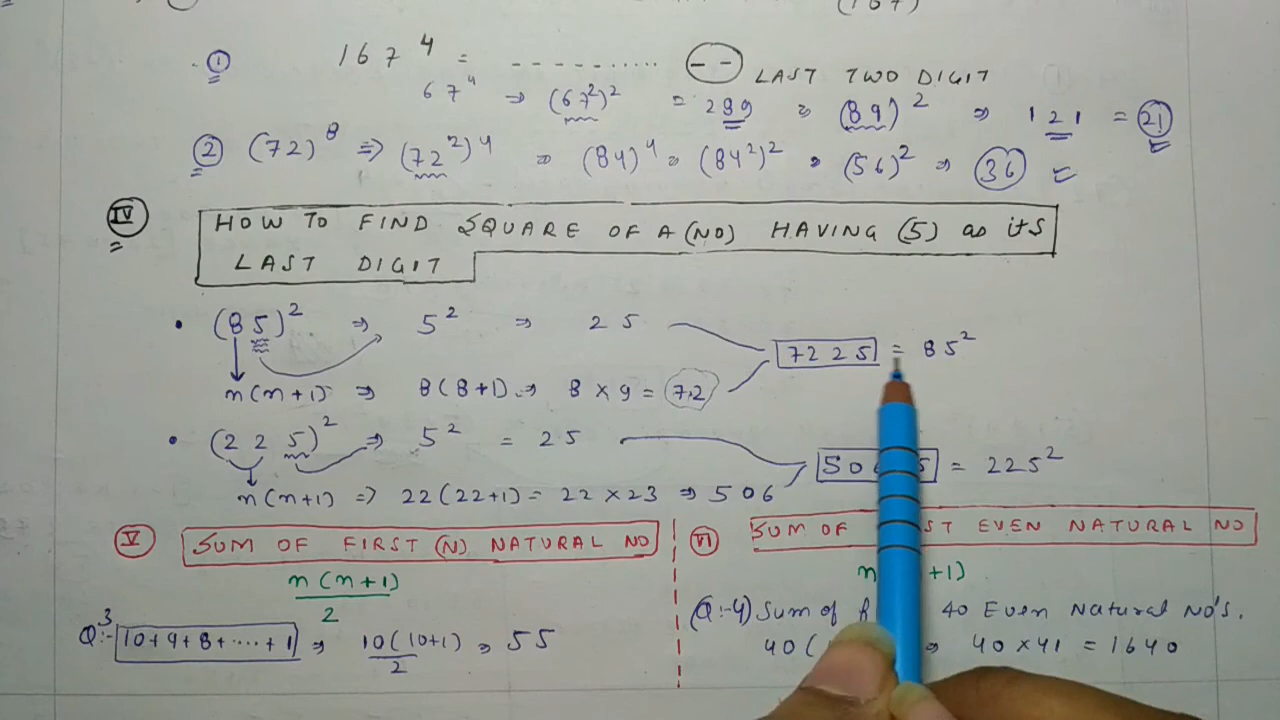 (167)
① 167⁴ = - - - - - - - .......... (- -) LAST TWO DIGIT
67⁴ ⇒ (67²)² = 289 ⇒ (89)² ⇒ 121 = 21
② (72)⁸ ⇒ (72²)⁴ ⇒ (84)⁴ ⇒ (84²)² ⇒ (56)² ⇒ 36
IV HOW TO FIND SQUARE OF A (NO) HAVING (5) as its
LAST DIGIT
• (85)² ⇒ 5² ⇒ 25
7225 = 85²
n(n+1) ⇒ 8(8+1) ⇒ 8 × 9 = 72
• (225)² ⇒ 5² = 25
= 225²
n(n+1) ⇒ 22(22+1) = 22 × 23 ⇒ 506
V SUM OF FIRST (N) NATURAL NO
n(n+1)
2
Q:-3 10+9+8+.....+1 ⇒ 10(10+1) ⇒ 55
2
VI SUM OF EVEN NATURAL NO
n +1)
(Q:-4) Sum of 40 Even Natural NO's.
40( ⇒ 40×41 = 1640